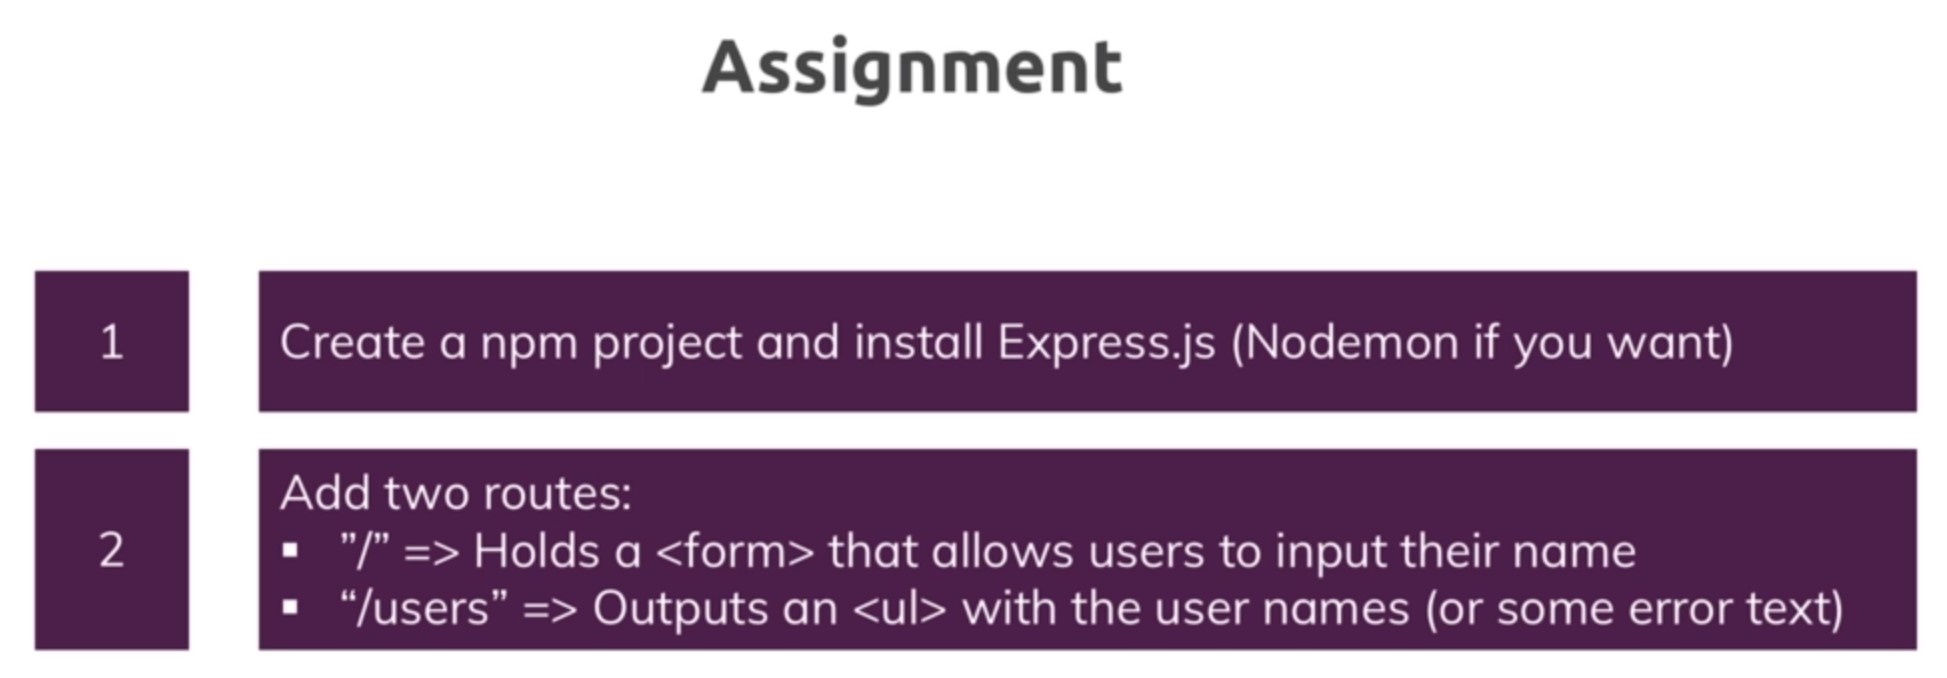 Assignment
1
Create a npm project and install Express.js (Nodemon if you want)
2
Add two routes:
▪ ”/” => Holds a <form> that allows users to input their name
▪ “/users” => Outputs an <ul> with the user names (or some error text)